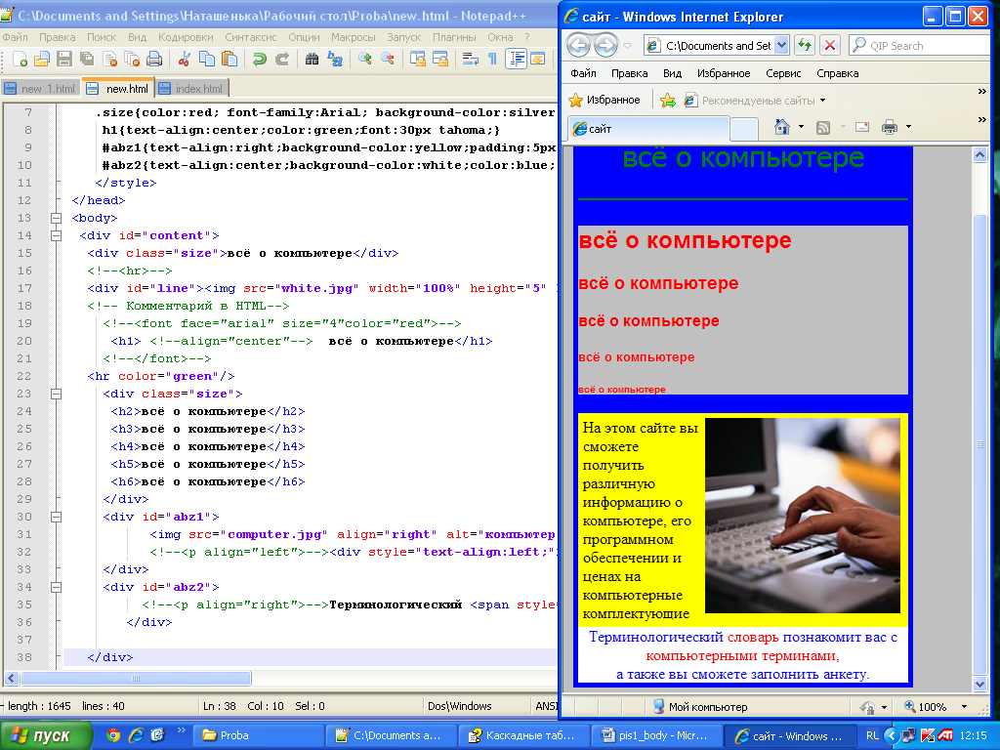 C:\Documents and Settings\Наташенька\Рабочий стол\Proba\new.html - Notepad++
Файл Правка Поиск Вид Кодировки Синтаксис Опции Макросы Запуск Плагины Окна ?
new 1.html new.html index.html
7 .size{color:red; font-family:Arial; background-color:silver
8 h1{text-align:center;color:green;font:30px tahoma;}
9 #abz1{text-align:right;background-color:yellow;padding:5px
10 #abz2{text-align:center;background-color:white;color:blue;
11 </style>
12 </head>
13 <body>
14 <div id="content">
15 <div class="size">всё о компьютере</div>
16 <!--<hr>-->
17 <div id="line"><img src="white.jpg" width="100%" height="5"
18 <!-- Комментарий в HTML-->
19 <!--<font face="arial" size="4"color="red">-->
20 <h1> <!--align="center"--> всё о компьютере</h1>
21 <!--</font>-->
22 <hr color="green"/>
23 <div class="size">
24 <h2>всё о компьютере</h2>
25 <h3>всё о компьютере</h3>
26 <h4>всё о компьютере</h4>
27 <h5>всё о компьютере</h5>
28 <h6>всё о компьютере</h6>
29 </div>
30 <div id="abz1">
31 <img src="computer.jpg" align="right" alt="компьютер
32 <!--<p align="left">--><div style="text-align:left;"
33 </div>
34 <div id="abz2">
35 <!--<p align="right">-->Терминологический <span style=
36 </div>
37
38 </div>
length : 1645 lines : 40 Ln : 38 Col : 10 Sel : 0 Dos\Windows ANSI
сайт - Windows Internet Explorer
C:\Documents and Set QIP Search
Файл Правка Вид Избранное Сервис Справка
Избранное Рекомендуемые сайты
сайт
всё о компьютере
всё о компьютере
всё о компьютере
всё о компьютере
всё о компьютере
всё о компьютере
На этом сайте вы
сможете
получить
различную
информацию о
компьютере, его
программном
обеспечении и
ценах на
компьютерные
комплектующие
Терминологический словарь познакомит вас с
компьютерными терминами,
а также вы сможете заполнить анкету.
Мой компьютер 100%
пуск Proba C:\Documents a... Каскадные таб... pis1_body - Micr... сайт - Windows ... RL 12:15